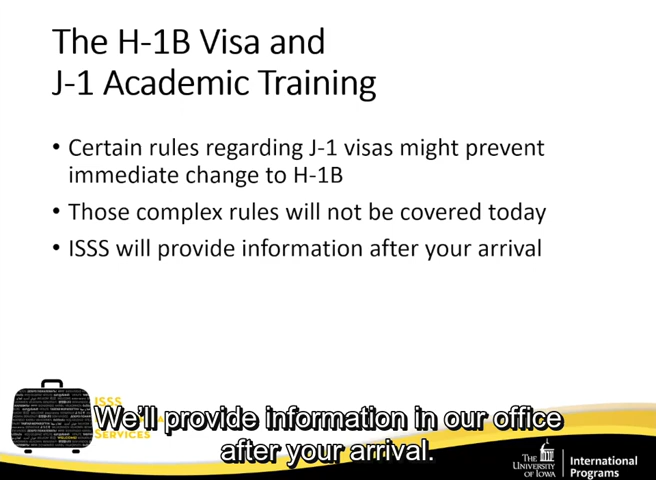 The H-1B Visa and
J-1 Academic Training
• Certain rules regarding J-1 visas might prevent
immediate change to H-1B
• Those complex rules will not be covered today
• ISSS will provide information after your arrival
ISSS
We'll provide information in our office
SERVICES
after your arrival.
THE
UNIVERSITY
OF IOWA
International
Programs